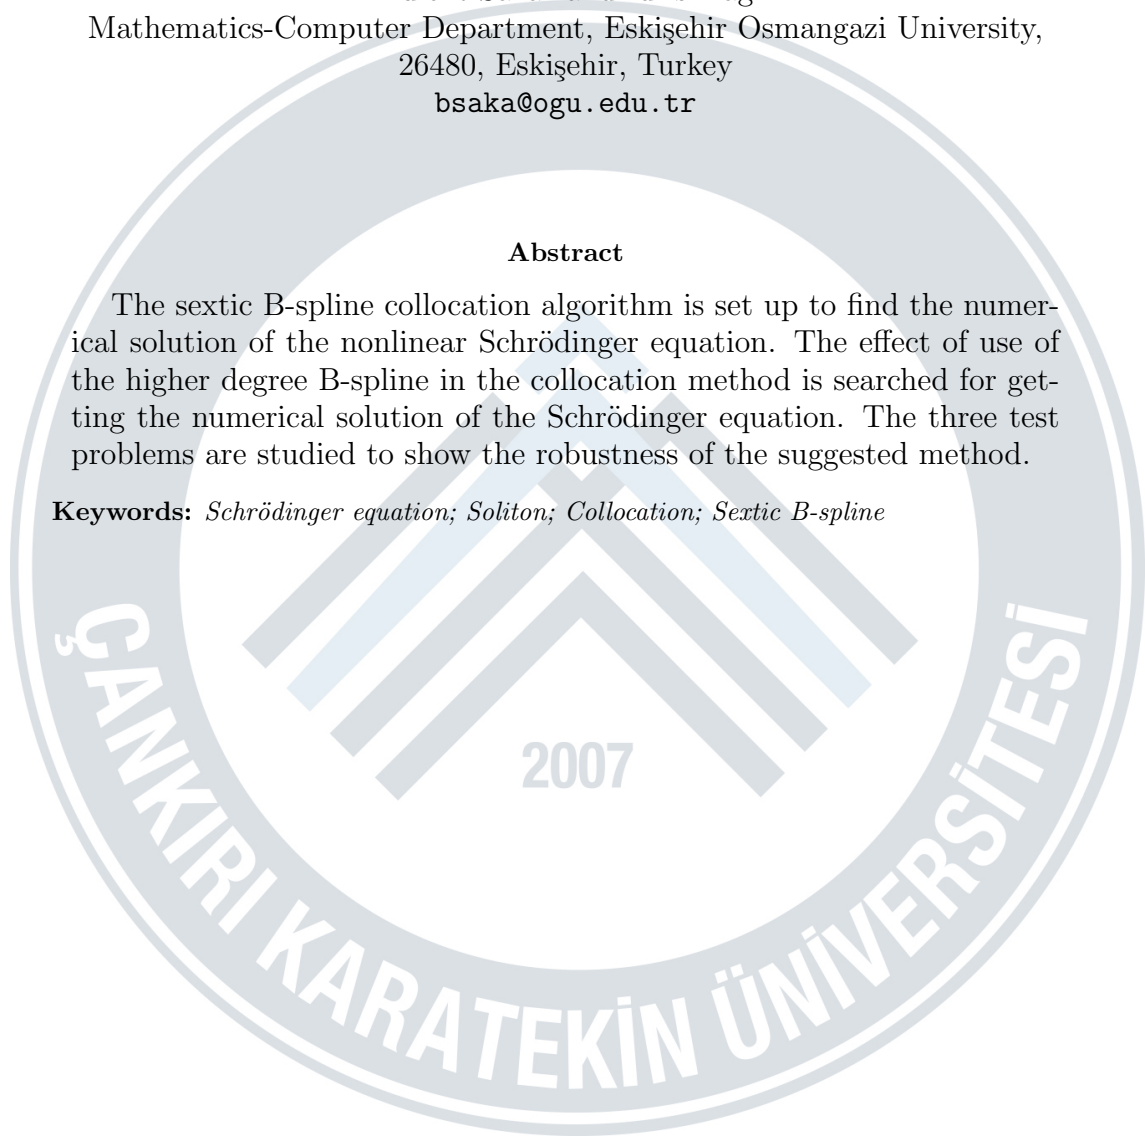 Mathematics-Computer Department, Eskişehir Osmangazi University,
26480, Eskişehir, Turkey
bsaka@ogu.edu.tr
Abstract
The sextic B-spline collocation algorithm is set up to find the numer-
ical solution of the nonlinear Schrödinger equation. The effect of use of
the higher degree B-spline in the collocation method is searched for get-
ting the numerical solution of the Schrödinger equation. The three test
problems are studied to show the robustness of the suggested method.
Keywords: Schrödinger equation; Soliton; Collocation; Sextic B-spline
2007
ÇANKIRI KARATEKİN ÜNİVERSİTESİ